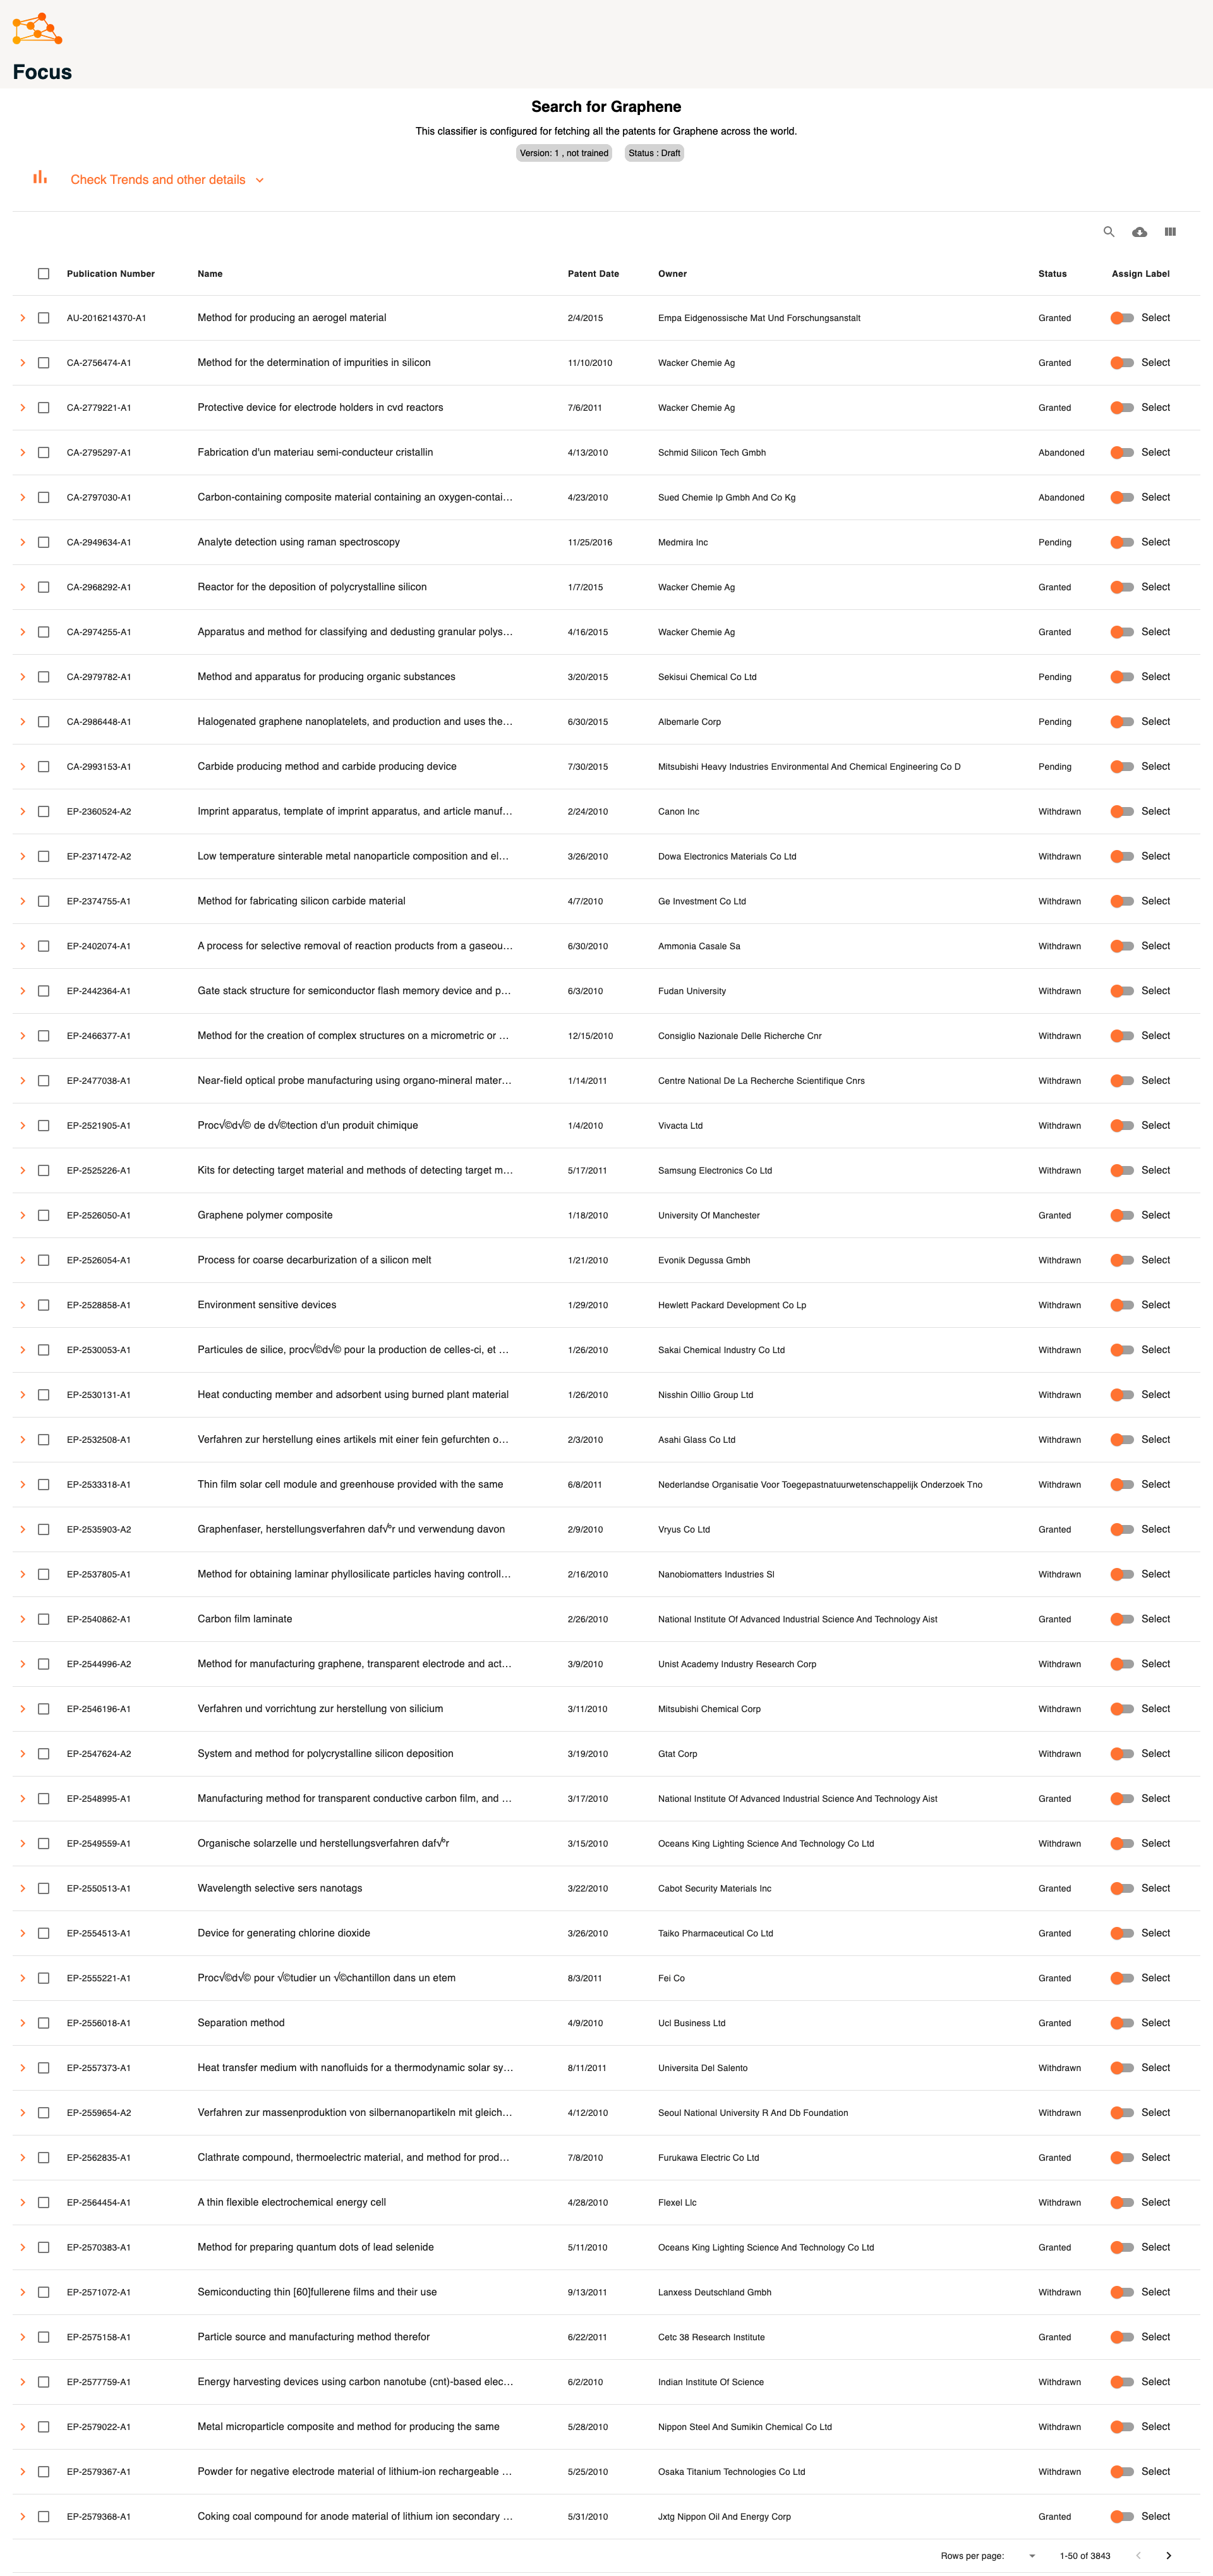 Focus
Search for Graphene
This classifier is configured for fetching all the patents for Graphene across the world.
Version: 1 , not trained Status : Draft
Check Trends and other details
Publication Number Name Patent Date Owner Status Assign Label
AU-2016214370-A1 Method for producing an aerogel material 2/4/2015 Empa Eidgenossische Mat Und Forschungsanstalt Granted Select
CA-2756474-A1 Method for the determination of impurities in silicon 11/10/2010 Wacker Chemie Ag Granted Select
CA-2779221-A1 Protective device for electrode holders in cvd reactors 7/6/2011 Wacker Chemie Ag Granted Select
CA-2795297-A1 Fabrication d'un materiau semi-conducteur cristallin 4/13/2010 Schmid Silicon Tech Gmbh Abandoned Select
CA-2797030-A1 Carbon-containing composite material containing an oxygen-contai... 4/23/2010 Sued Chemie Ip Gmbh And Co Kg Abandoned Select
CA-2949634-A1 Analyte detection using raman spectroscopy 11/25/2016 Medmira Inc Pending Select
CA-2968292-A1 Reactor for the deposition of polycrystalline silicon 1/7/2015 Wacker Chemie Ag Granted Select
CA-2974255-A1 Apparatus and method for classifying and dedusting granular polys... 4/16/2015 Wacker Chemie Ag Granted Select
CA-2979782-A1 Method and apparatus for producing organic substances 3/20/2015 Sekisui Chemical Co Ltd Pending Select
CA-2986448-A1 Halogenated graphene nanoplatelets, and production and uses the... 6/30/2015 Albemarle Corp Pending Select
CA-2993153-A1 Carbide producing method and carbide producing device 7/30/2015 Mitsubishi Heavy Industries Environmental And Chemical Engineering Co D Pending Select
EP-2360524-A2 Imprint apparatus, template of imprint apparatus, and article manuf... 2/24/2010 Canon Inc Withdrawn Select
EP-2371472-A2 Low temperature sinterable metal nanoparticle composition and el... 3/26/2010 Dowa Electronics Materials Co Ltd Withdrawn Select
EP-2374755-A1 Method for fabricating silicon carbide material 4/7/2010 Ge Investment Co Ltd Withdrawn Select
EP-2402074-A1 A process for selective removal of reaction products from a gaseou... 6/30/2010 Ammonia Casale Sa Withdrawn Select
EP-2442364-A1 Gate stack structure for semiconductor flash memory device and p... 6/3/2010 Fudan University Withdrawn Select
EP-2466377-A1 Method for the creation of complex structures on a micrometric or ... 12/15/2010 Consiglio Nazionale Delle Richerche Cnr Withdrawn Select
EP-2477038-A1 Near-field optical probe manufacturing using organo-mineral mater... 1/14/2011 Centre National De La Recherche Scientifique Cnrs Withdrawn Select
EP-2521905-A1 Proc√©d√© de d√©tection d'un produit chimique 1/4/2010 Vivacta Ltd Withdrawn Select
EP-2525226-A1 Kits for detecting target material and methods of detecting target m... 5/17/2011 Samsung Electronics Co Ltd Withdrawn Select
EP-2526050-A1 Graphene polymer composite 1/18/2010 University Of Manchester Granted Select
EP-2526054-A1 Process for coarse decarburization of a silicon melt 1/21/2010 Evonik Degussa Gmbh Withdrawn Select
EP-2528858-A1 Environment sensitive devices 1/29/2010 Hewlett Packard Development Co Lp Withdrawn Select
EP-2530053-A1 Particules de silice, proc√©d√© pour la production de celles-ci, et ... 1/26/2010 Sakai Chemical Industry Co Ltd Withdrawn Select
EP-2530131-A1 Heat conducting member and adsorbent using burned plant material 1/26/2010 Nisshin Oillio Group Ltd Withdrawn Select
EP-2532508-A1 Verfahren zur herstellung eines artikels mit einer fein gefurchten o... 2/3/2010 Asahi Glass Co Ltd Withdrawn Select
EP-2533318-A1 Thin film solar cell module and greenhouse provided with the same 6/8/2011 Nederlandse Organisatie Voor Toegepastnatuurwetenschappelijk Onderzoek Tno Withdrawn Select
EP-2535903-A2 Graphenfaser, herstellungsverfahren daf√ºr und verwendung davon 2/9/2010 Vryus Co Ltd Granted Select
EP-2537805-A1 Method for obtaining laminar phyllosilicate particles having controll... 2/16/2010 Nanobiomatters Industries Sl Withdrawn Select
EP-2540862-A1 Carbon film laminate 2/26/2010 National Institute Of Advanced Industrial Science And Technology Aist Granted Select
EP-2544996-A2 Method for manufacturing graphene, transparent electrode and act... 3/9/2010 Unist Academy Industry Research Corp Withdrawn Select
EP-2546196-A1 Verfahren und vorrichtung zur herstellung von silicium 3/11/2010 Mitsubishi Chemical Corp Withdrawn Select
EP-2547624-A2 System and method for polycrystalline silicon deposition 3/19/2010 Gtat Corp Withdrawn Select
EP-2548995-A1 Manufacturing method for transparent conductive carbon film, and ... 3/17/2010 National Institute Of Advanced Industrial Science And Technology Aist Granted Select
EP-2549559-A1 Organische solarzelle und herstellungsverfahren daf√ºr 3/15/2010 Oceans King Lighting Science And Technology Co Ltd Withdrawn Select
EP-2550513-A1 Wavelength selective sers nanotags 3/22/2010 Cabot Security Materials Inc Granted Select
EP-2554513-A1 Device for generating chlorine dioxide 3/26/2010 Taiko Pharmaceutical Co Ltd Granted Select
EP-2555221-A1 Proc√©d√© pour √©tudier un √©chantillon dans un etem 8/3/2011 Fei Co Granted Select
EP-2556018-A1 Separation method 4/9/2010 Ucl Business Ltd Granted Select
EP-2557373-A1 Heat transfer medium with nanofluids for a thermodynamic solar sy... 8/11/2011 Universita Del Salento Withdrawn Select
EP-2559654-A2 Verfahren zur massenproduktion von silbernanopartikeln mit gleich... 4/12/2010 Seoul National University R And Db Foundation Withdrawn Select
EP-2562835-A1 Clathrate compound, thermoelectric material, and method for prod... 7/8/2010 Furukawa Electric Co Ltd Granted Select
EP-2564454-A1 A thin flexible electrochemical energy cell 4/28/2010 Flexel Llc Withdrawn Select
EP-2570383-A1 Method for preparing quantum dots of lead selenide 5/11/2010 Oceans King Lighting Science And Technology Co Ltd Granted Select
EP-2571072-A1 Semiconducting thin [60]fullerene films and their use 9/13/2011 Lanxess Deutschland Gmbh Withdrawn Select
EP-2575158-A1 Particle source and manufacturing method therefor 6/22/2011 Cetc 38 Research Institute Granted Select
EP-2577759-A1 Energy harvesting devices using carbon nanotube (cnt)-based elec... 6/2/2010 Indian Institute Of Science Withdrawn Select
EP-2579022-A1 Metal microparticle composite and method for producing the same 5/28/2010 Nippon Steel And Sumikin Chemical Co Ltd Withdrawn Select
EP-2579367-A1 Powder for negative electrode material of lithium-ion rechargeable ... 5/25/2010 Osaka Titanium Technologies Co Ltd Withdrawn Select
EP-2579368-A1 Coking coal compound for anode material of lithium ion secondary ... 5/31/2010 Jxtg Nippon Oil And Energy Corp Granted Select
Rows per page: 1-50 of 3843